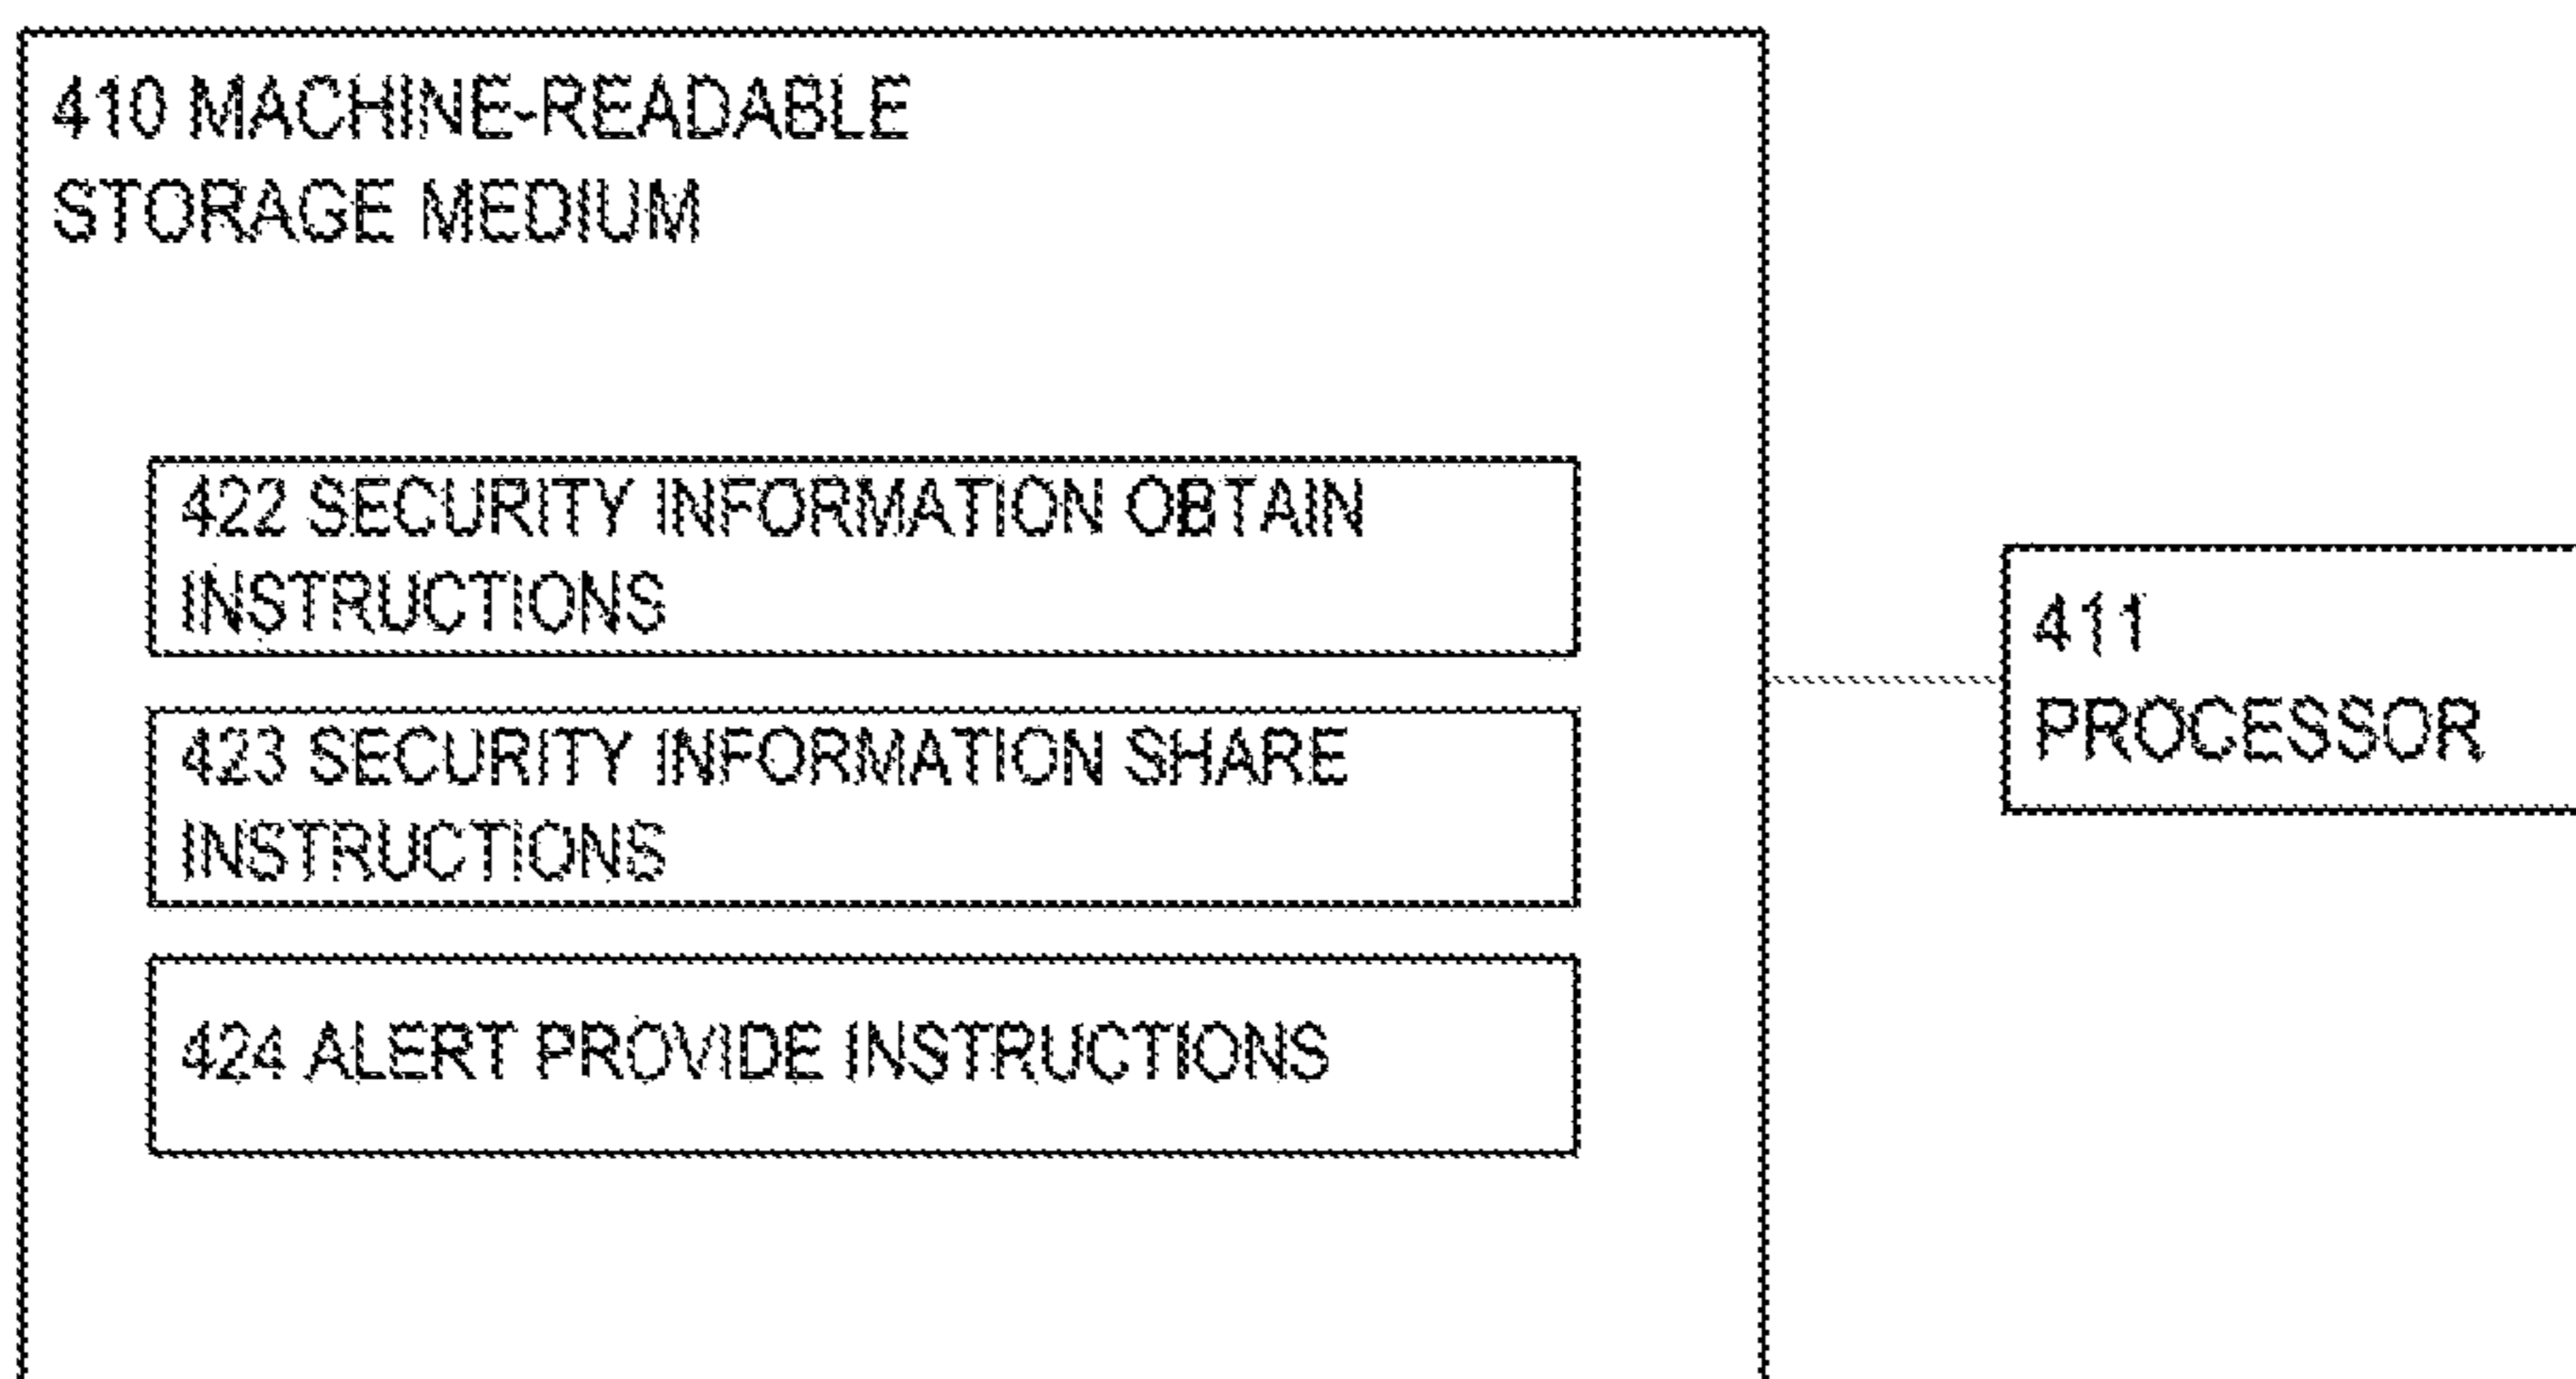 410 MACHINE-READABLE
STORAGE MEDIUM
422 SECURITY INFORMATION OBTAIN
INSTRUCTIONS
423 SECURITY INFORMATION SHARE
INSTRUCTIONS
424 ALERT PROVIDE INSTRUCTIONS
411
PROCESSOR